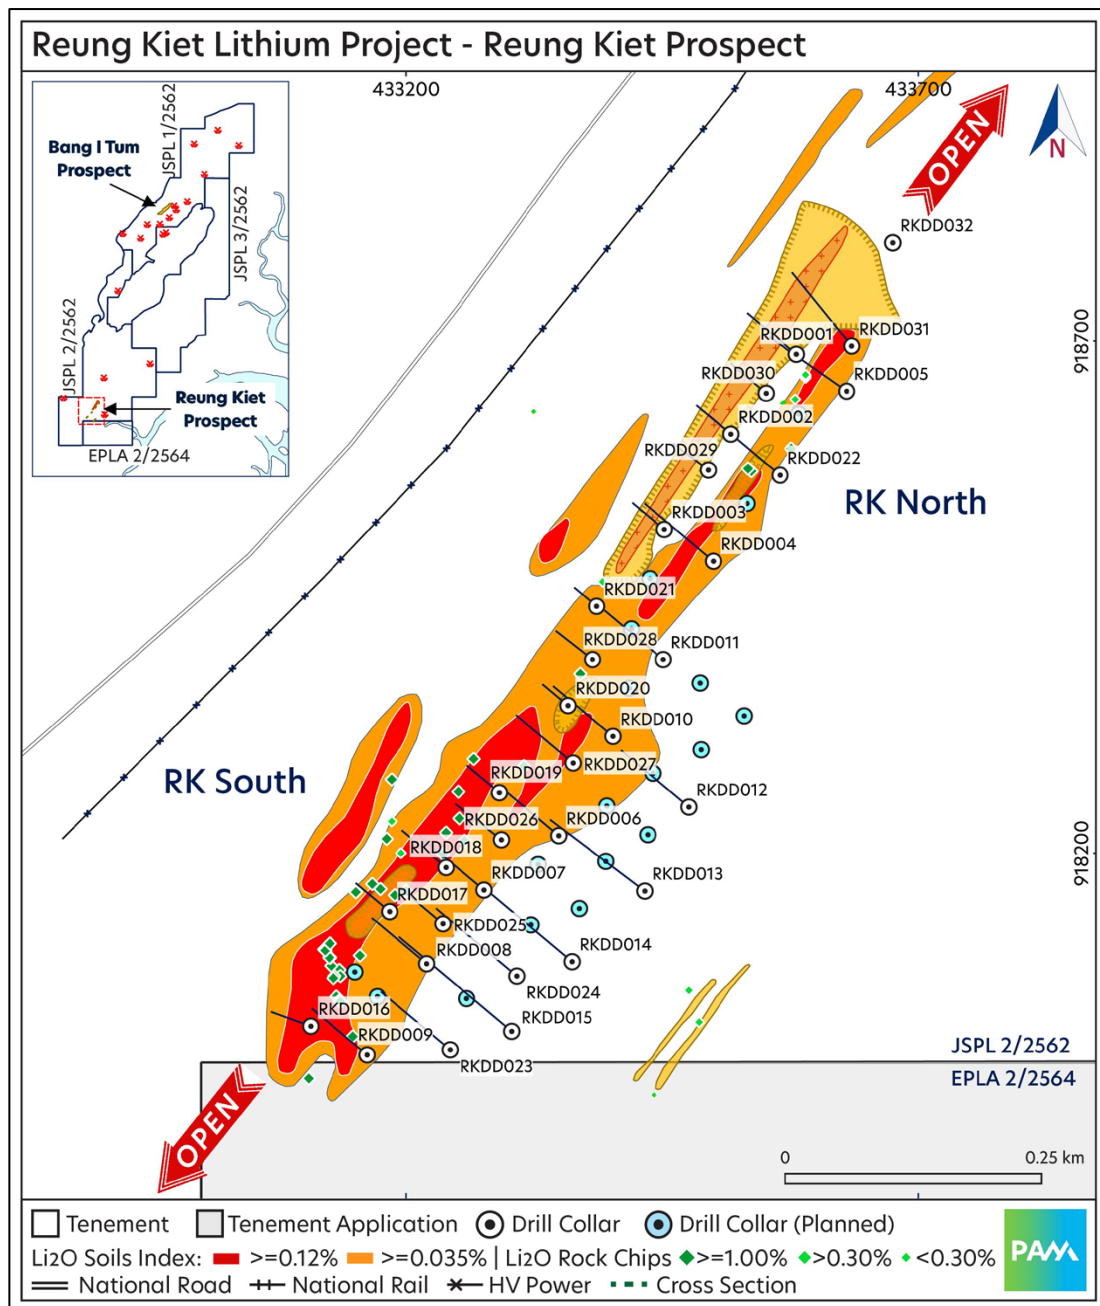 Reung Kiet Lithium Project - Reung Kiet Prospect
433200
433700
JSPL 1/2562
Bang I Tum
Prospect
JSPL 3/2562
JSPL 2/2562
Reung Kiet
Prospect
EPLA 2/2564
OPEN
N
RKDD032
918700
RKDD001
RKDD031
RKDD030
RKDD005
RKDD002
RKDD029
RKDD022
RK North
RKDD003
RKDD004
RKDD021
RKDD028
RKDD011
RKDD020
RKDD010
RK South
RKDD019
RKDD027
RKDD012
RKDD026
RKDD006
918200
RKDD018
RKDD007
RKDD013
RKDD017
RKDD025
RKDD008
RKDD014
RKDD024
RKDD016
RKDD015
RKDD009
RKDD023
JSPL 2/2562
EPLA 2/2564
OPEN
0 0.25 km
Tenement Tenement Application Drill Collar Drill Collar (Planned)
Li2O Soils Index: >=0.12% >=0.035% | Li2O Rock Chips >=1.00% >0.30% <0.30%
National Road National Rail HV Power Cross Section
PAM